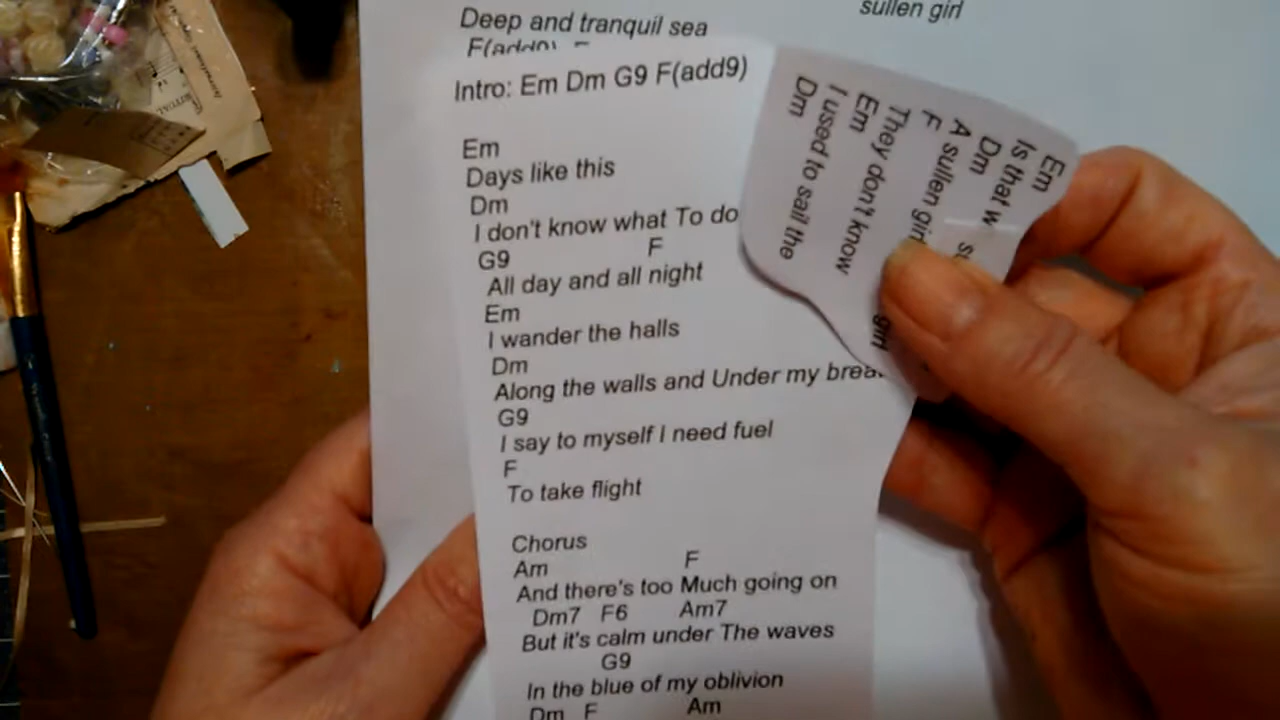 Deep and tranquil sea
sullen girl
Intro: Em Dm G9 F(add9)
Em
Days like this
Dm
I don't know what To do
G9 F
All day and all night
Em
I wander the halls
Dm
Along the walls and Under my
G9
I say to myself I need fuel
F
To take flight
Chorus
Am F
And there's too Much going on
Dm7 F6 Am7
But it's calm under The waves
G9
In the blue of my oblivion
Dm F Am
Em
Is that
Dm
A sullen girl
F
They don't know
Em
I used to sail the
Dm
girl